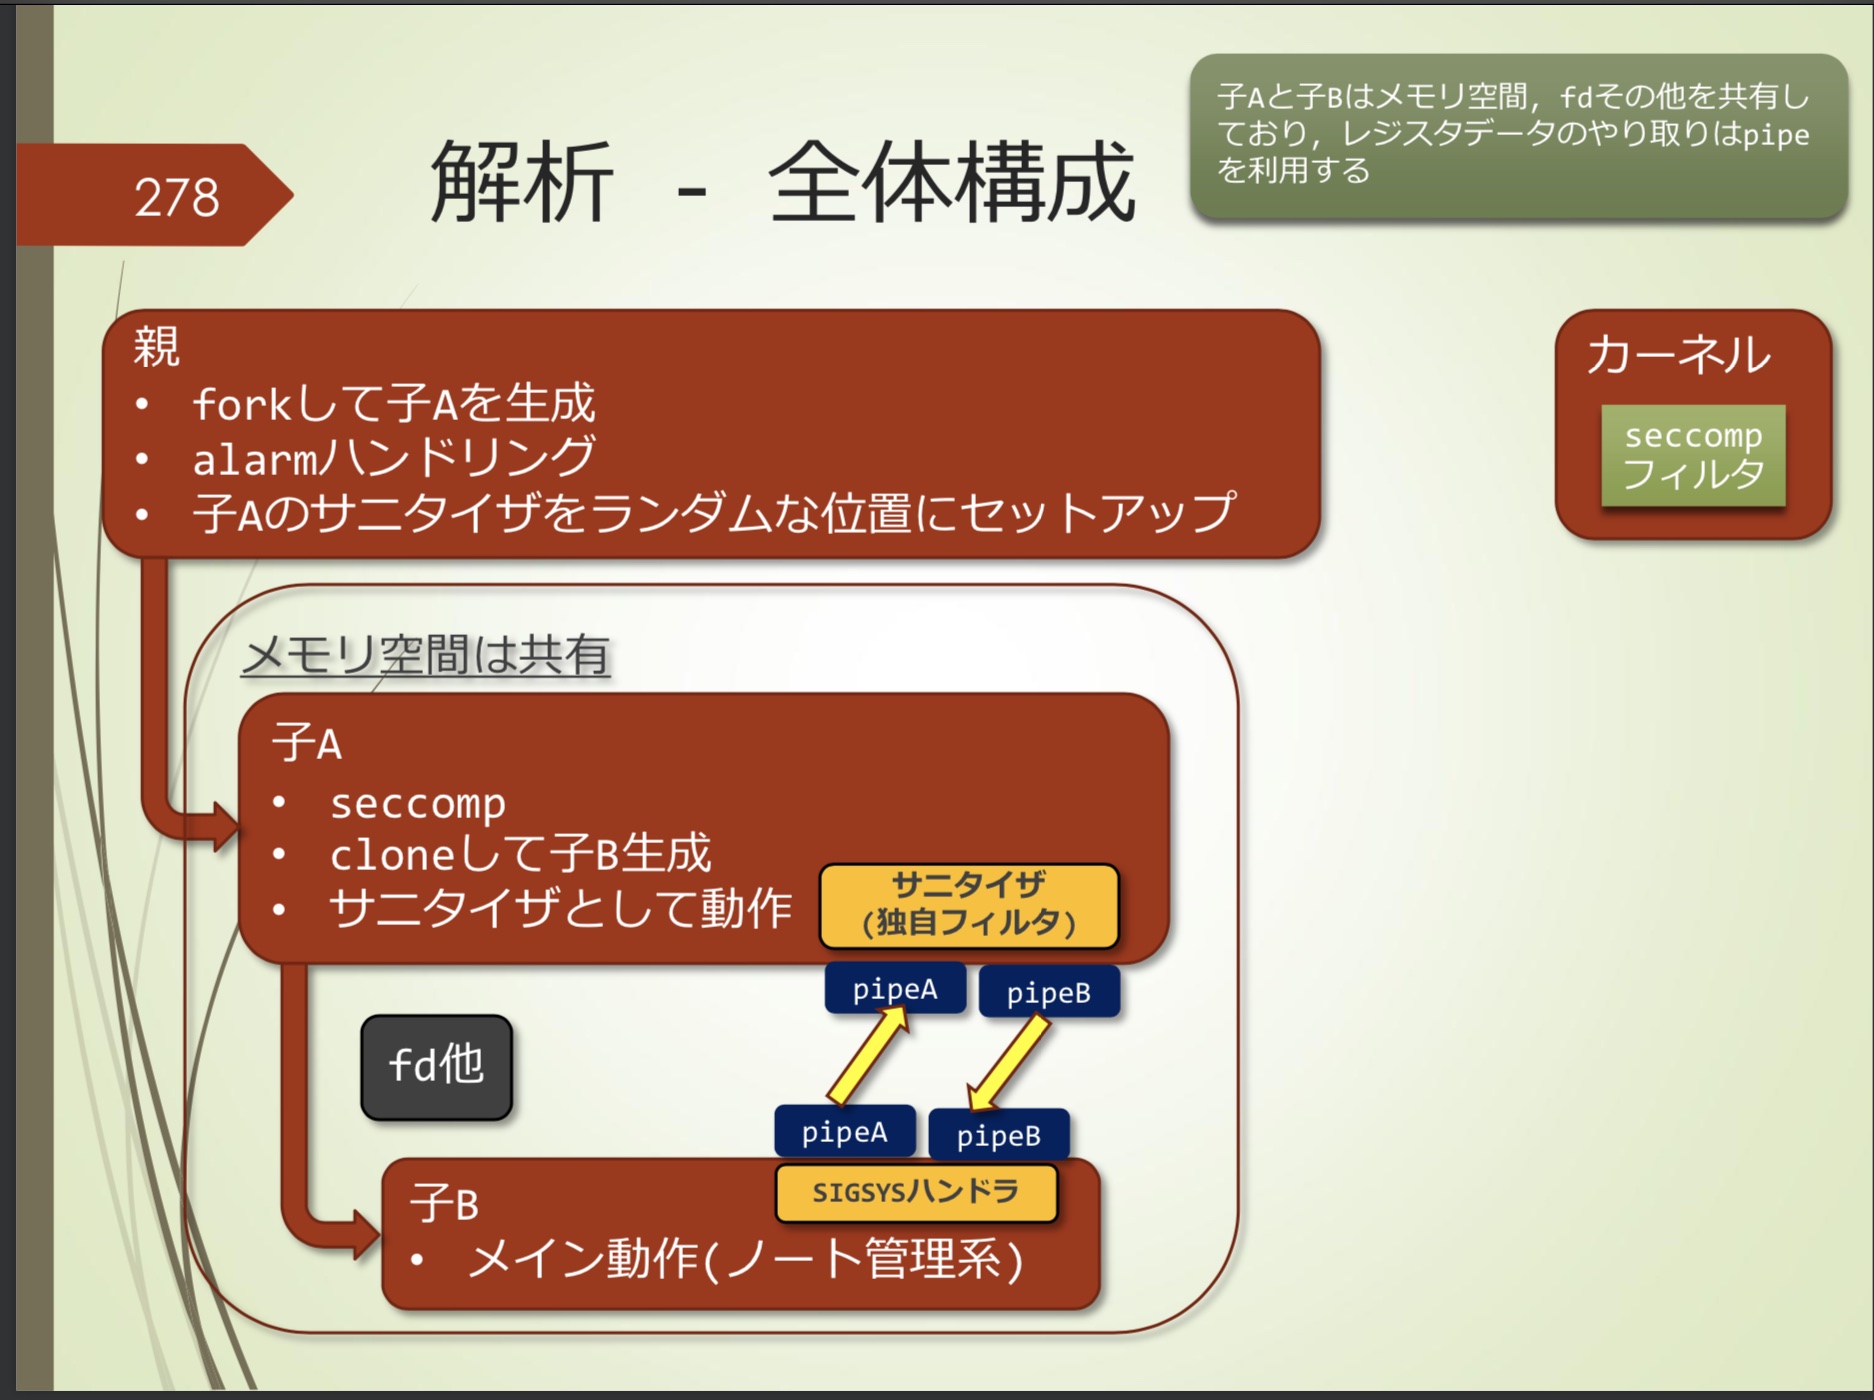 子Aと子Bはメモリ空間，fdその他を共有し
ており，レジスタデータのやり取りはpipe
を利用する
278
解析 - 全体構成
親
• forkして子Aを生成
• alarmハンドリング
• 子Aのサニタイザをランダムな位置にセットアップ
カーネル
seccomp
フィルタ
メモリ空間は共有
子A
• seccomp
• cloneして子B生成
• サニタイザとして動作
サニタイザ
(独自フィルタ)
pipeA
pipeB
fd他
pipeA
pipeB
SIGSYSハンドラ
子B
• メイン動作(ノート管理系)